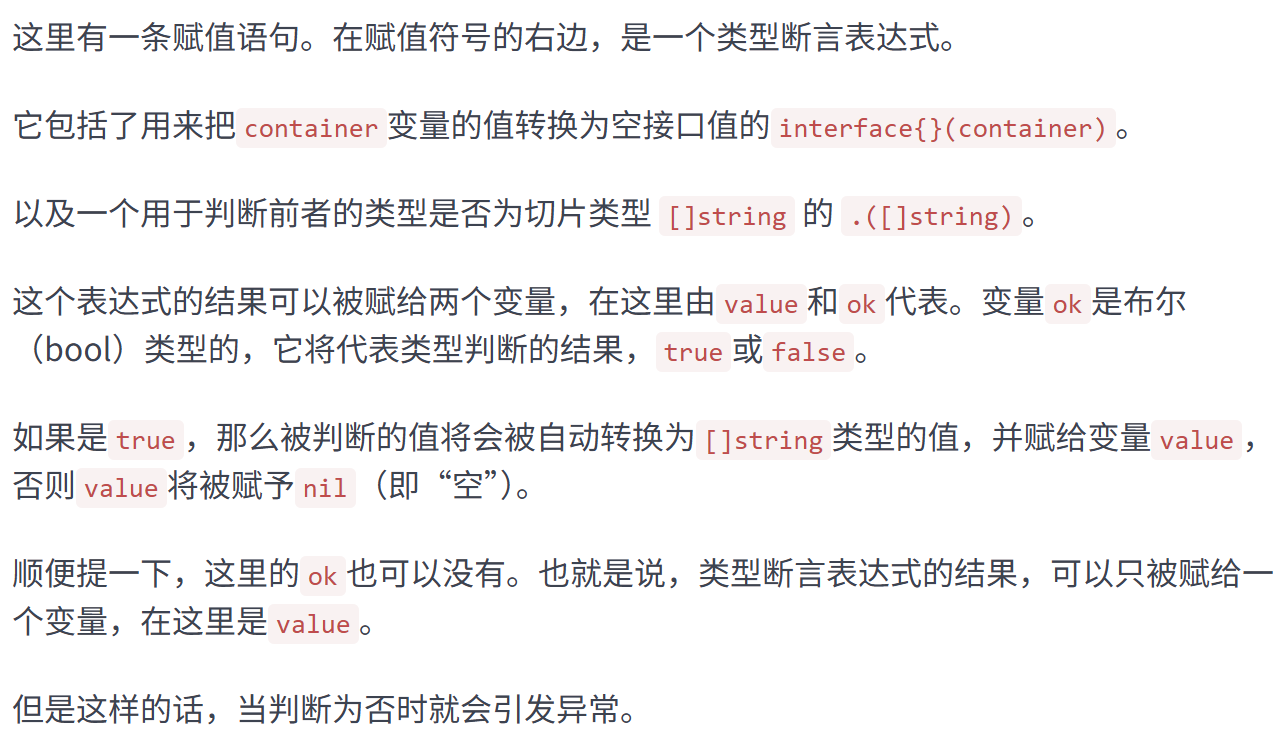 这里有一条赋值语句。在赋值符号的右边，是一个类型断言表达式。
它包括了用来把container变量的值转换为空接口值的interface{}(container)。
以及一个用于判断前者的类型是否为切片类型 []string 的 .([]string)。
这个表达式的结果可以被赋给两个变量，在这里由value和ok代表。变量ok是布尔
（bool）类型的，它将代表类型判断的结果，true或false。
如果是true，那么被判断的值将会被自动转换为[]string类型的值，并赋给变量value，
否则value将被赋予nil（即“空”）。
顺便提一下，这里的ok也可以没有。也就是说，类型断言表达式的结果，可以只被赋给一
个变量，在这里是value。
但是这样的话，当判断为否时就会引发异常。